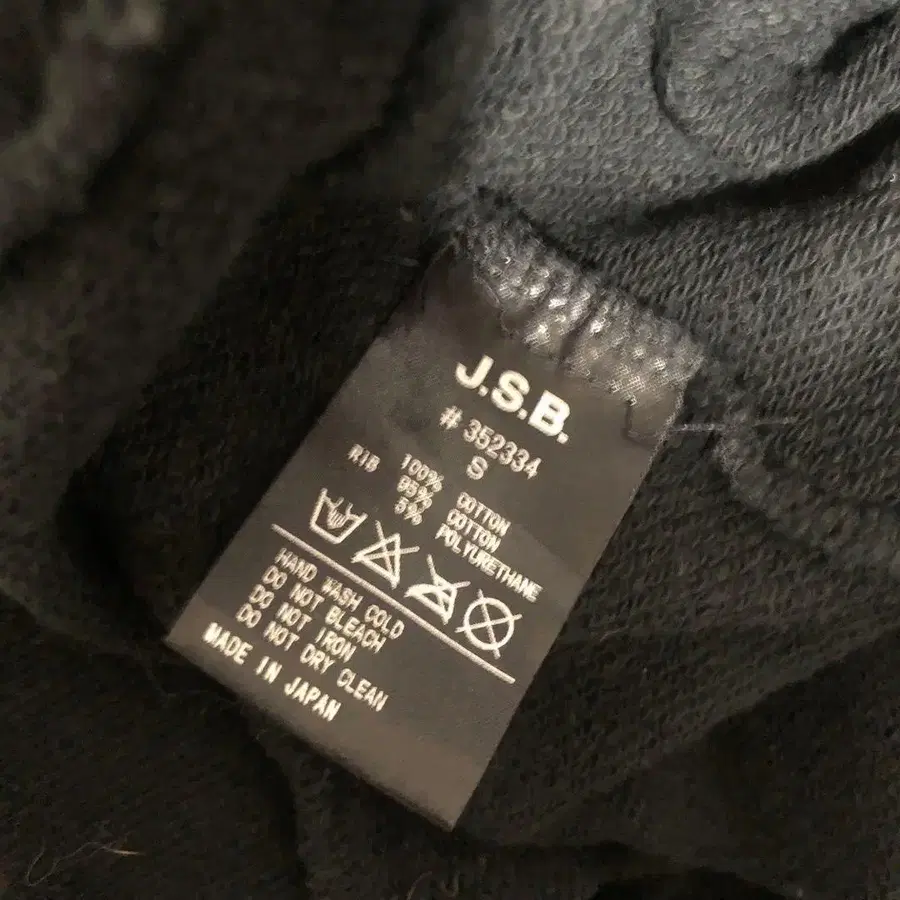 J.S.B.
# 352334
S
100% COTTON
RIB 95% COTTON
5% POLYURETHANE
HAND WASH COLD
DO NOT BLEACH
DO NOT IRON
DO NOT DRY CLEAN
MADE IN JAPAN